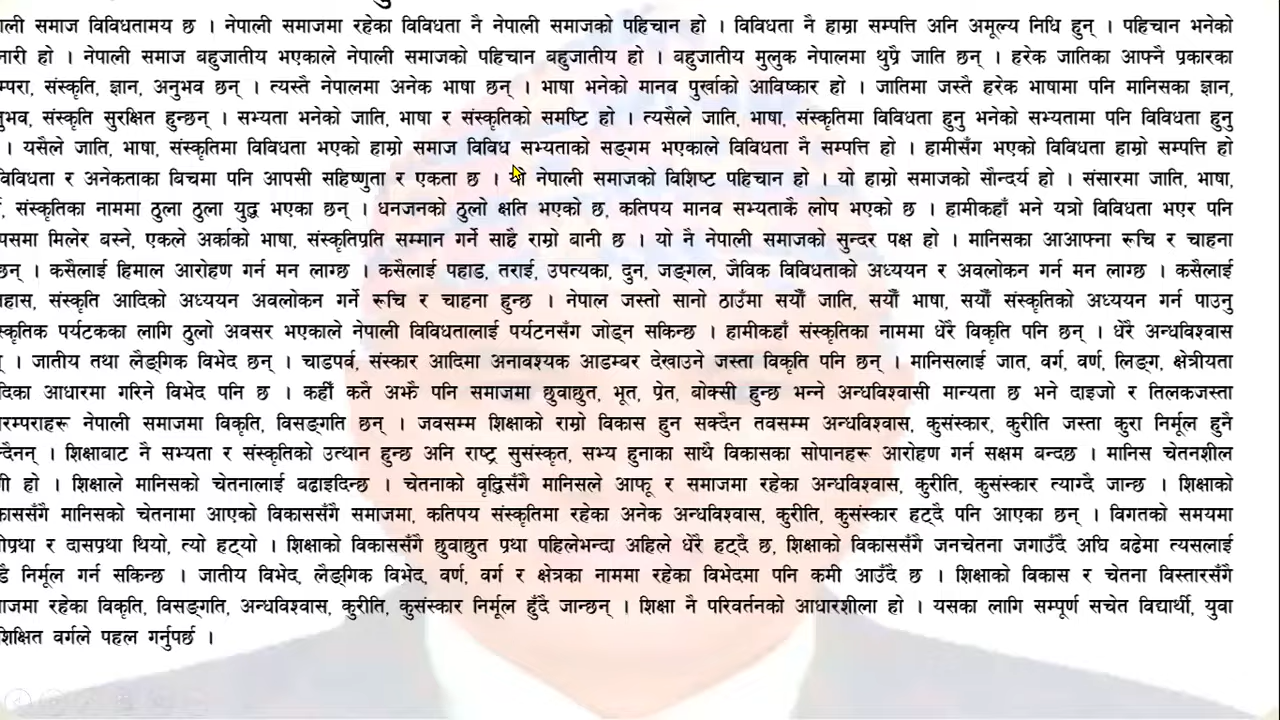 समाज विविधतामय छ । नेपाली समाजमा रहेका विविधता नै नेपाली समाजको पहिचान हो । विविधता नै हाम्रा सम्पत्ति अनि अमूल्य निधि हुन् । पहिचान भनेको
हो । नेपाली समाज बहुजातीय भएकाले नेपाली समाजको पहिचान बहुजातीय हो । बहुजातीय मुलुक नेपालमा थुप्रै जाति छन् । हरेक जातिका आफ्नै प्रकारका
संस्कृति, ज्ञान, अनुभव छन् । त्यस्तै नेपालमा अनेक भाषा छन् । भाषा भनेको मानव पुर्खाको आविष्कार हो । जातिमा जस्तै हरेक भाषामा पनि मानिसका ज्ञान,
संस्कृति सुरक्षित हुन्छन् । सभ्यता भनेको जाति, भाषा र संस्कृतिको समष्टि हो । त्यसैले जाति, भाषा, संस्कृतिमा विविधता हुनु भनेको सभ्यतामा पनि विविधता हुनु
। यसैले जाति, भाषा, संस्कृतिमा विविधता भएको हाम्रो समाज विविध सभ्यताको सङ्गम भएकाले विविधता नै सम्पत्ति हो । हामीसँग भएको विविधता हाम्रो सम्पत्ति हो
विविधता र अनेकताका बिचमा पनि आपसी सहिष्णुता र एकता छ । यो नेपाली समाजको विशिष्ट पहिचान हो । यो हाम्रो समाजको सौन्दर्य हो । संसारमा जाति, भाषा,
संस्कृतिका नाममा ठुला ठुला युद्ध भएका छन् । धनजनको ठुलो क्षति भएको छ, कतिपय मानव सभ्यताकै लोप भएको छ । हामीकहाँ भने यत्रो विविधता भएर पनि
मिलेर बस्ने, एकले अर्काको भाषा, संस्कृतिप्रति सम्मान गर्ने साह्रै राम्रो बानी छ । यो नै नेपाली समाजको सुन्दर पक्ष हो । मानिसका आआफ्ना रूचि र चाहना
छन् । कसैलाई हिमाल आरोहण गर्न मन लाग्छ । कसैलाई पहाड, तराई, उपत्यका, दुन, जङ्गल, जैविक विविधताको अध्ययन र अवलोकन गर्न मन लाग्छ । कसैलाई
संस्कृति आदिको अध्ययन अवलोकन गर्ने रूचि र चाहना हुन्छ । नेपाल जस्तो सानो ठाउँमा सयौँ जाति, सयौँ भाषा, सयौँ संस्कृतिको अध्ययन गर्न पाउनु
पर्यटकका लागि ठुलो अवसर भएकाले नेपाली विविधतालाई पर्यटनसँग जोड्न सकिन्छ । हामीकहाँ संस्कृतिका नाममा धेरै विकृति पनि छन् । धेरै अन्धविश्वास
। जातीय तथा लैङ्गिक विभेद छन् । चाडपर्व, संस्कार आदिमा अनावश्यक आडम्बर देखाउने जस्ता विकृति पनि छन् । मानिसलाई जात, वर्ग, वर्ण, लिङ्ग, क्षेत्रीयता
आधारमा गरिने विभेद पनि छ । कहीँ कतै अझै पनि समाजमा छुवाछुत, भूत, प्रेत, बोक्सी हुन्छ भन्ने अन्धविश्वासी मान्यता छ भने दाइजो र तिलकजस्ता
नेपाली समाजमा विकृति, विसङ्गति छन् । जवसम्म शिक्षाको राम्रो विकास हुन सक्दैन तवसम्म अन्धविश्वास, कुसंस्कार, कुरीति जस्ता कुरा निर्मूल हुनै
। शिक्षाबाट नै सभ्यता र संस्कृतिको उत्थान हुन्छ अनि राष्ट्र सुसंस्कृत, सभ्य हुनाका साथै विकासका सोपानहरू आरोहण गर्न सक्षम बन्दछ । मानिस चेतनशील
हो । शिक्षाले मानिसको चेतनालाई बढाइदिन्छ । चेतनाको वृद्धिसँगै मानिसले आफू र समाजमा रहेका अन्धविश्वास, कुरीति, कुसंस्कार त्याग्दै जान्छ । शिक्षाको
मानिसको चेतनामा आएको विकाससँगै समाजमा, कतिपय संस्कृतिमा रहेका अनेक अन्धविश्वास, कुरीति, कुसंस्कार हट्दै पनि आएका छन् । विगतको समयमा
र दासप्रथा थियो, त्यो हट्यो । शिक्षाको विकाससँगै छुवाछुत प्रथा पहिलेभन्दा अहिले धेरै हट्दै छ, शिक्षाको विकाससँगै जनचेतना जगाउँदै अघि बढेमा त्यसलाई
निर्मूल गर्न सकिन्छ । जातीय विभेद, लैङ्गिक विभेद, वर्ण, वर्ग र क्षेत्रका नाममा रहेका विभेदमा पनि कमी आउँदै छ । शिक्षाको विकास र चेतना विस्तारसँगै
रहेका विकृति, विसङ्गति, अन्धविश्वास, कुरीति, कुसंस्कार निर्मूल हुँदै जान्छन् । शिक्षा नै परिवर्तनको आधारशीला हो । यसका लागि सम्पूर्ण सचेत विद्यार्थी, युवा
वर्गले पहल गर्नुपर्छ ।